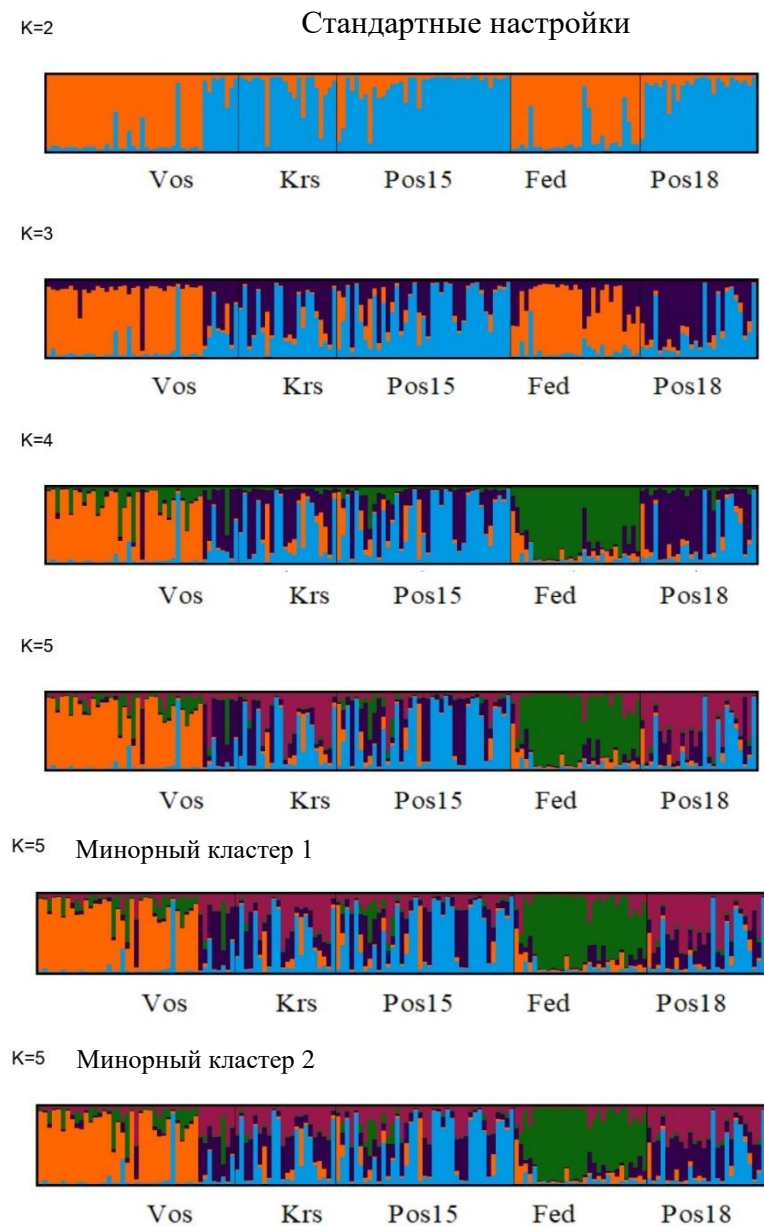 Стандартные настройки
K=2
Vos Krs Pos15 Fed Pos18
K=3
Vos Krs Pos15 Fed Pos18
K=4
Vos Krs Pos15 Fed Pos18
K=5
Vos Krs Pos15 Fed Pos18
K=5 Минорный кластер 1
Vos Krs Pos15 Fed Pos18
K=5 Минорный кластер 2
Vos Krs Pos15 Fed Pos18